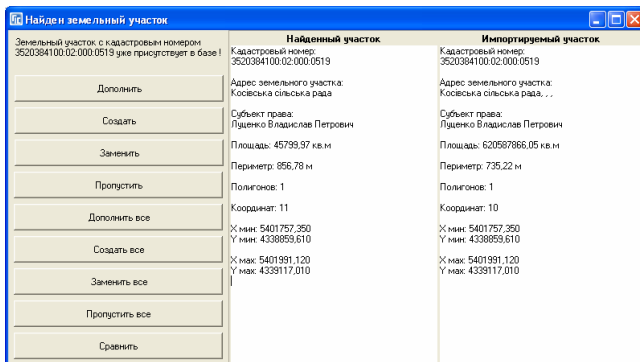 Найден земельный участок
Земельный участок с кадастровым номером
3520384100:02:000:0519 уже присутствует в базе !
Дополнить
Создать
Заменить
Пропустить
Дополнить все
Создать все
Заменить все
Пропустить все
Сравнить
Найденный участок
Кадастровый номер:
3520384100:02:000:0519
Адрес земельного участка:
Косівська сільська рада
Субъект права:
Луценко Владислав Петрович
Площадь: 45799,97 кв.м
Периметр: 856,78 м
Полигонов: 1
Координат: 11
X мин: 5401757,350
Y мин: 4338859,610
X мах: 5401991,120
Y мах: 4339117,010
Импортируемый участок
Кадастровый номер:
3520384100:02:000:0519
Адрес земельного участка:
Косівська сільська рада, , ,
Субъект права:
Луценко Владислав Петрович
Площадь: 620587866,05 кв.м
Периметр: 735,22 м
Полигонов: 1
Координат: 10
X мин: 5401757,350
Y мин: 4338859,610
X мах: 5401991,120
Y мах: 4339117,010